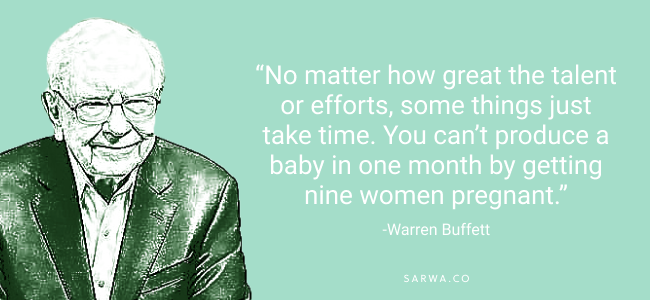 “No matter how great the talent
or efforts, some things just
take time. You can’t produce a
baby in one month by getting
nine women pregnant.”
-Warren Buffett
SARWA.CO